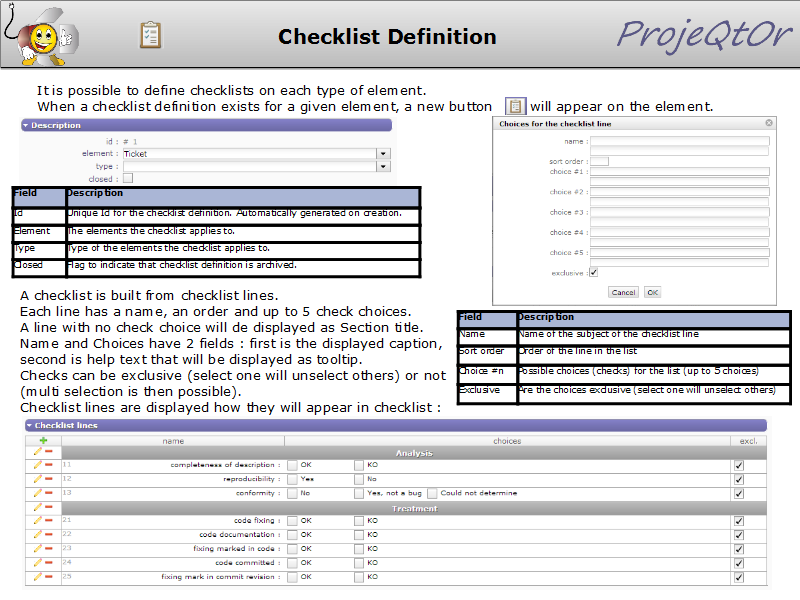 Checklist Definition
ProjeQtOr
It is possible to define checklists on each type of element.
When a checklist definition exists for a given element, a new button will appear on the element.
Description
id : # 1
element : Ticket
type :
closed :
Field Description
Id Unique Id for the checklist definition. Automatically generated on creation.
Element The elements the checklist applies to.
Type Type of the elements the checklist applies to.
Closed Flag to indicate that checklist definition is archived.
Choices for the checklist line
name :
sort order :
choice #1 :
choice #2 :
choice #3 :
choice #4 :
choice #5 :
exclusive :
Cancel OK
A checklist is built from checklist lines.
Each line has a name, an order and up to 5 check choices.
A line with no check choice will de displayed as Section title.
Name and Choices have 2 fields : first is the displayed caption,
second is help text that will be displayed as tooltip.
Checks can be exclusive (select one will unselect others) or not
(multi selection is then possible).
Checklist lines are displayed how they will appear in checklist :
Field Description
Name Name of the subject of the checklist line
Sort order Order of the line in the list
Choice #n Possible choices (checks) for the list (up to 5 choices)
Exclusive Are the choices exclusive (select one will unselect others)
Checklist lines
name choices excl.
Analysis
11 completeness of description : OK KO
12 reproducibility : Yes No
13 conformity : No Yes, not a bug Could not determine
Treatment
21 code fixing : OK KO
22 code documentation : OK KO
23 fixing marked in code : OK KO
24 code committed : OK KO
25 fixing mark in commit revision : OK KO